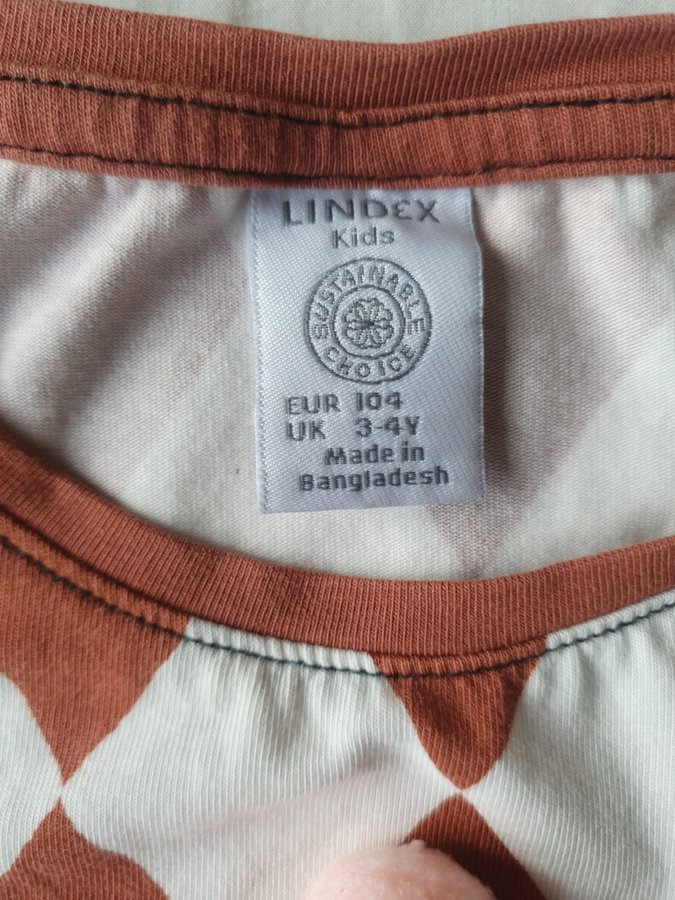 LINDEX
Kids
SUSTAINABLE
CHOICE
EUR 104
UK 3-4Y
Made in
Bangladesh